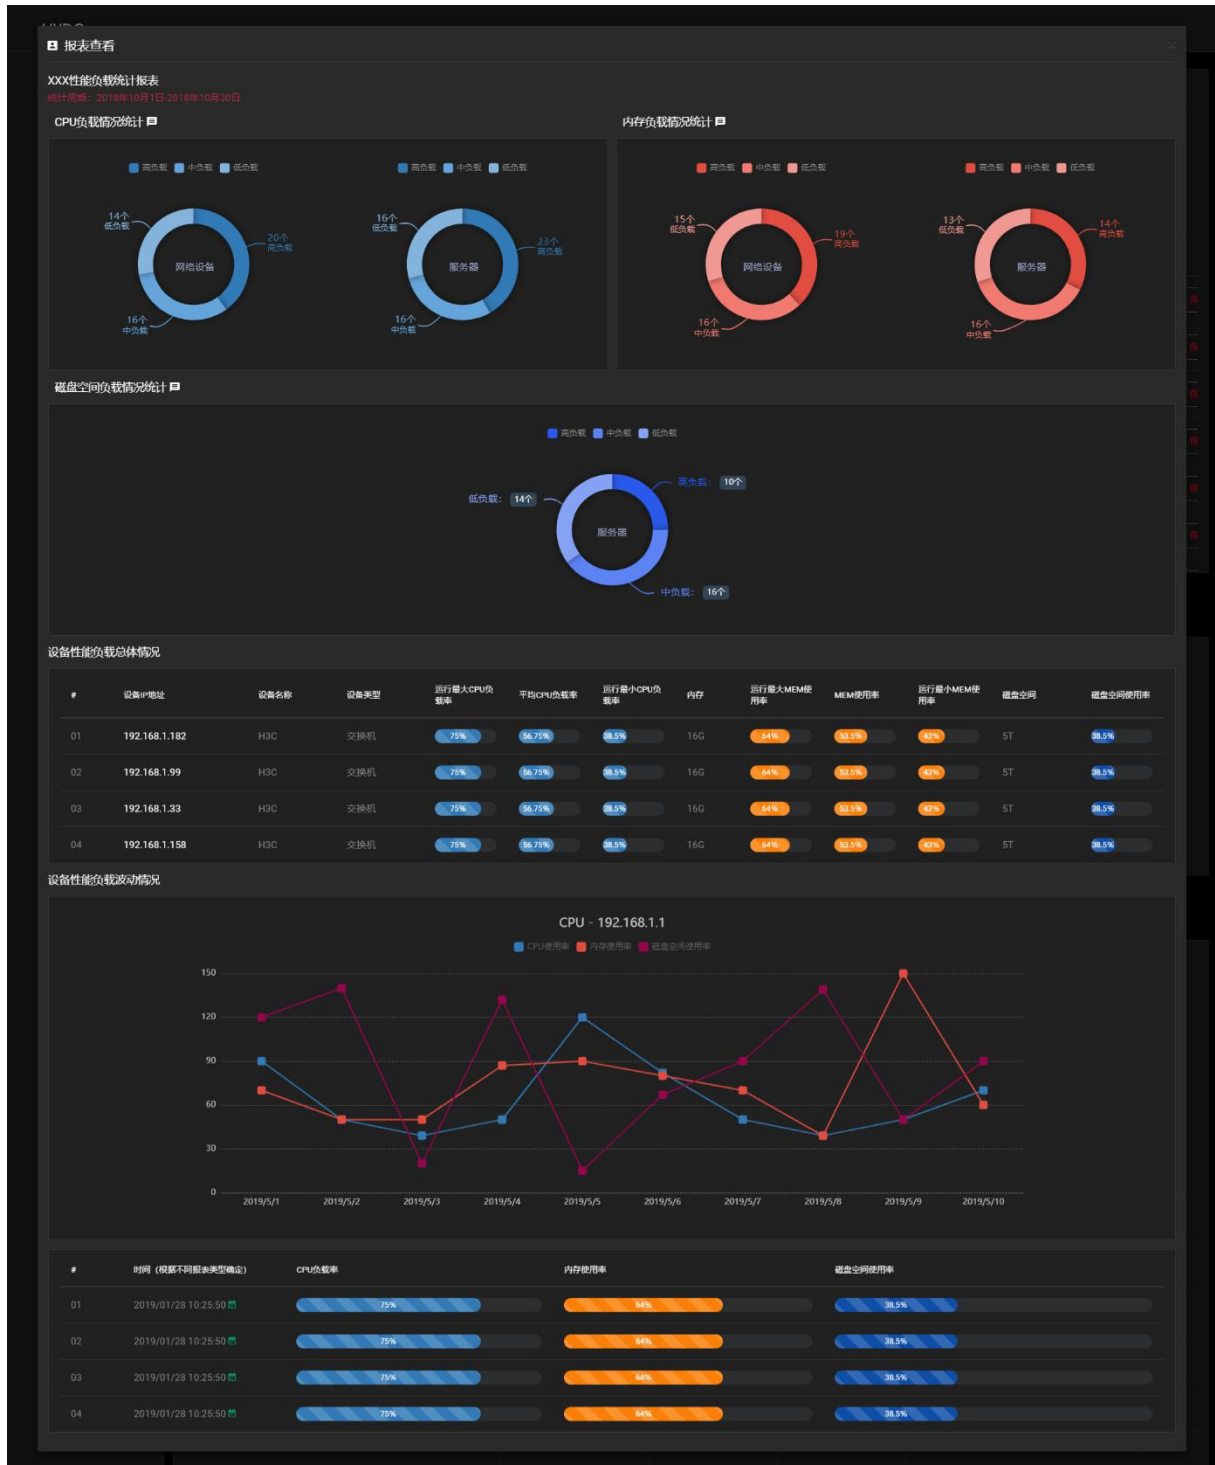 报表查看
XXX性能负载统计报表
统计周期：2018年10月1日-2018年10月30日
CPU负载情况统计
内存负载情况统计
高负载 中负载 低负载
高负载 中负载 低负载
高负载 中负载 低负载
高负载 中负载 低负载
14个
低负载
20个
高负载
网络设备
16个
中负载
16个
低负载
23个
高负载
服务器
16个
中负载
15个
低负载
19个
高负载
网络设备
16个
中负载
13个
低负载
14个
高负载
服务器
16个
中负载
磁盘空间负载情况统计
高负载 中负载 低负载
高负载： 10个
低负载： 14个
服务器
中负载： 16个
设备性能负载总体情况
# 设备IP地址 设备名称 设备类型 运行最大CPU负载率 平均CPU负载率 运行最小CPU负载率 内存 运行最大MEM使用率 MEM使用率 运行最小MEM使用率 磁盘空间 磁盘空间使用率
01 192.168.1.182 H3C 交换机 75% 56.75% 38.5% 16G 64% 53.5% 43% 5T 38.5%
02 192.168.1.99 H3C 交换机 75% 56.75% 38.5% 16G 64% 53.5% 43% 5T 38.5%
03 192.168.1.33 H3C 交换机 75% 56.75% 38.5% 16G 64% 53.5% 43% 5T 38.5%
04 192.168.1.158 H3C 交换机 75% 56.75% 38.5% 16G 64% 53.5% 43% 5T 38.5%
设备性能负载波动情况
CPU - 192.168.1.1
CPU使用率 内存使用率 磁盘空间使用率
150
120
90
60
30
0
2019/5/1 2019/5/2 2019/5/3 2019/5/4 2019/5/5 2019/5/6 2019/5/7 2019/5/8 2019/5/9 2019/5/10
# 时间（根据不同报表类型确定） CPU负载率 内存使用率 磁盘空间使用率
01 2019/01/28 10:25:50 75% 64% 38.5%
02 2019/01/28 10:25:50 75% 64% 38.5%
03 2019/01/28 10:25:50 75% 64% 38.5%
04 2019/01/28 10:25:50 75% 64% 38.5%